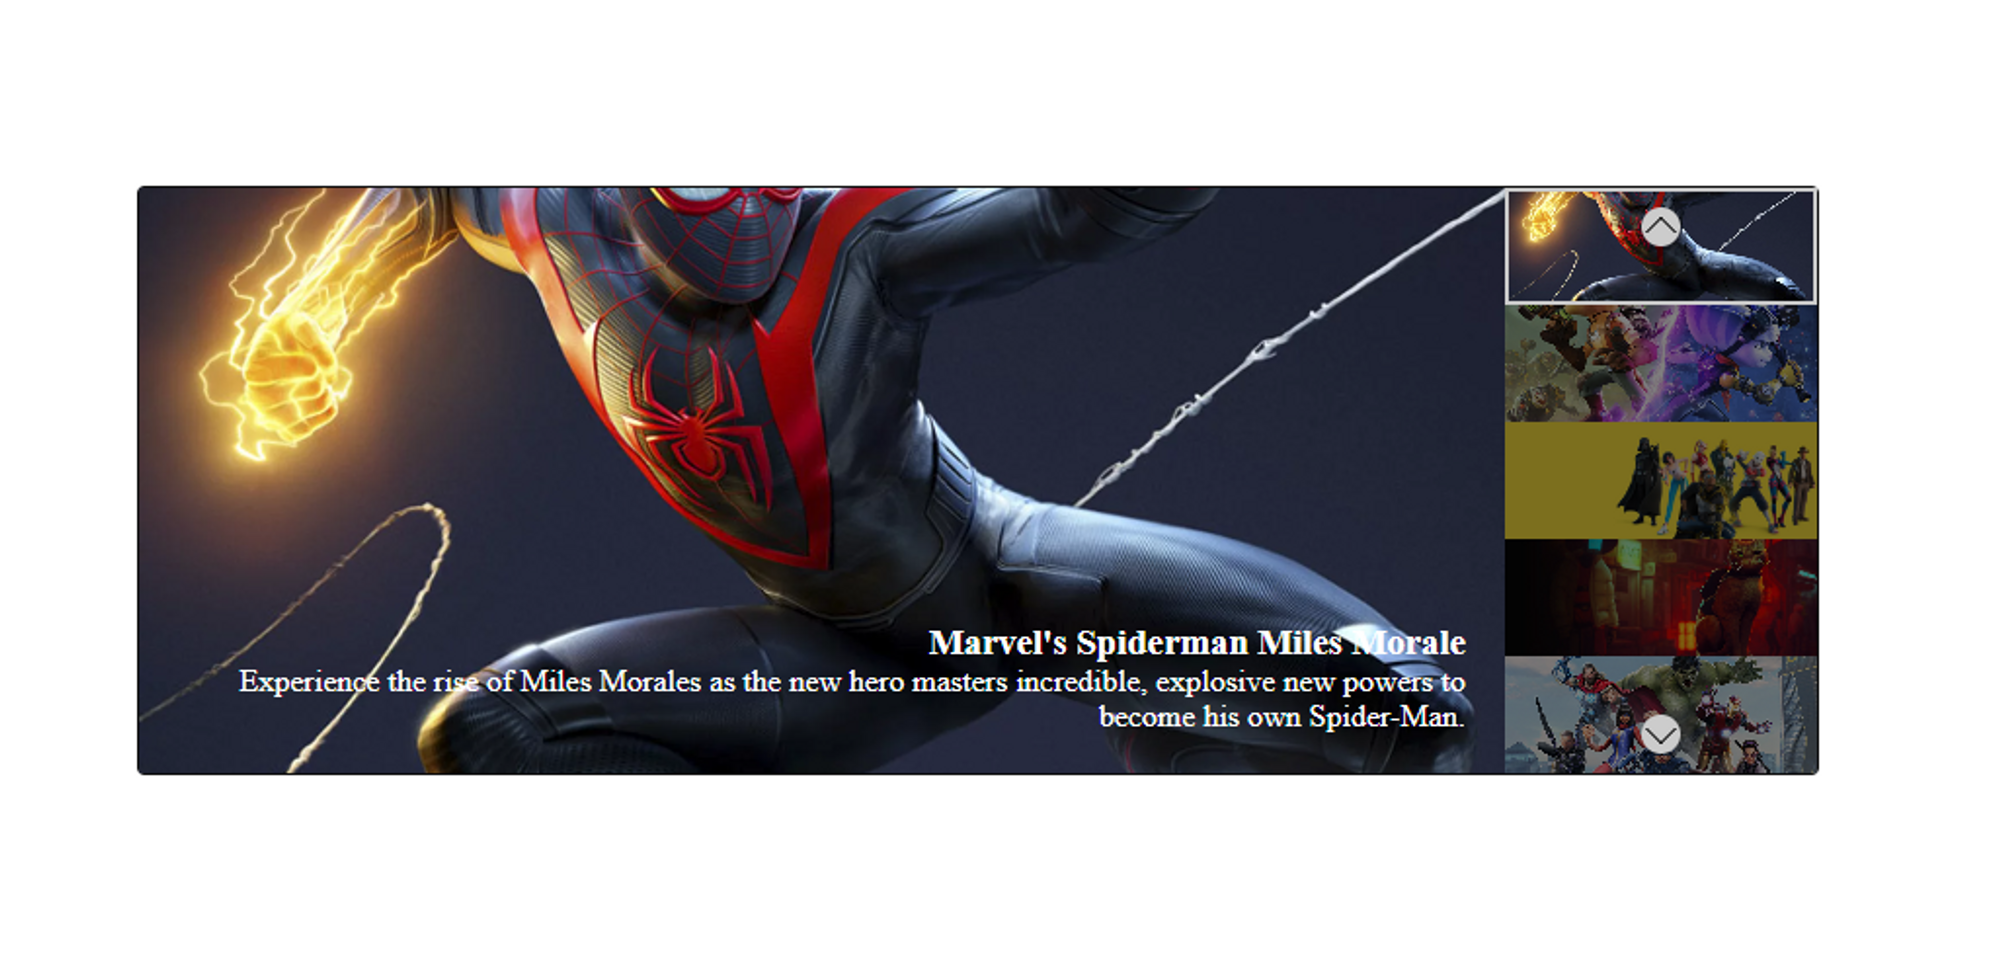 Marvel's Spiderman Miles Morale
Experience the rise of Miles Morales as the new hero masters incredible, explosive new powers to
become his own Spider-Man.